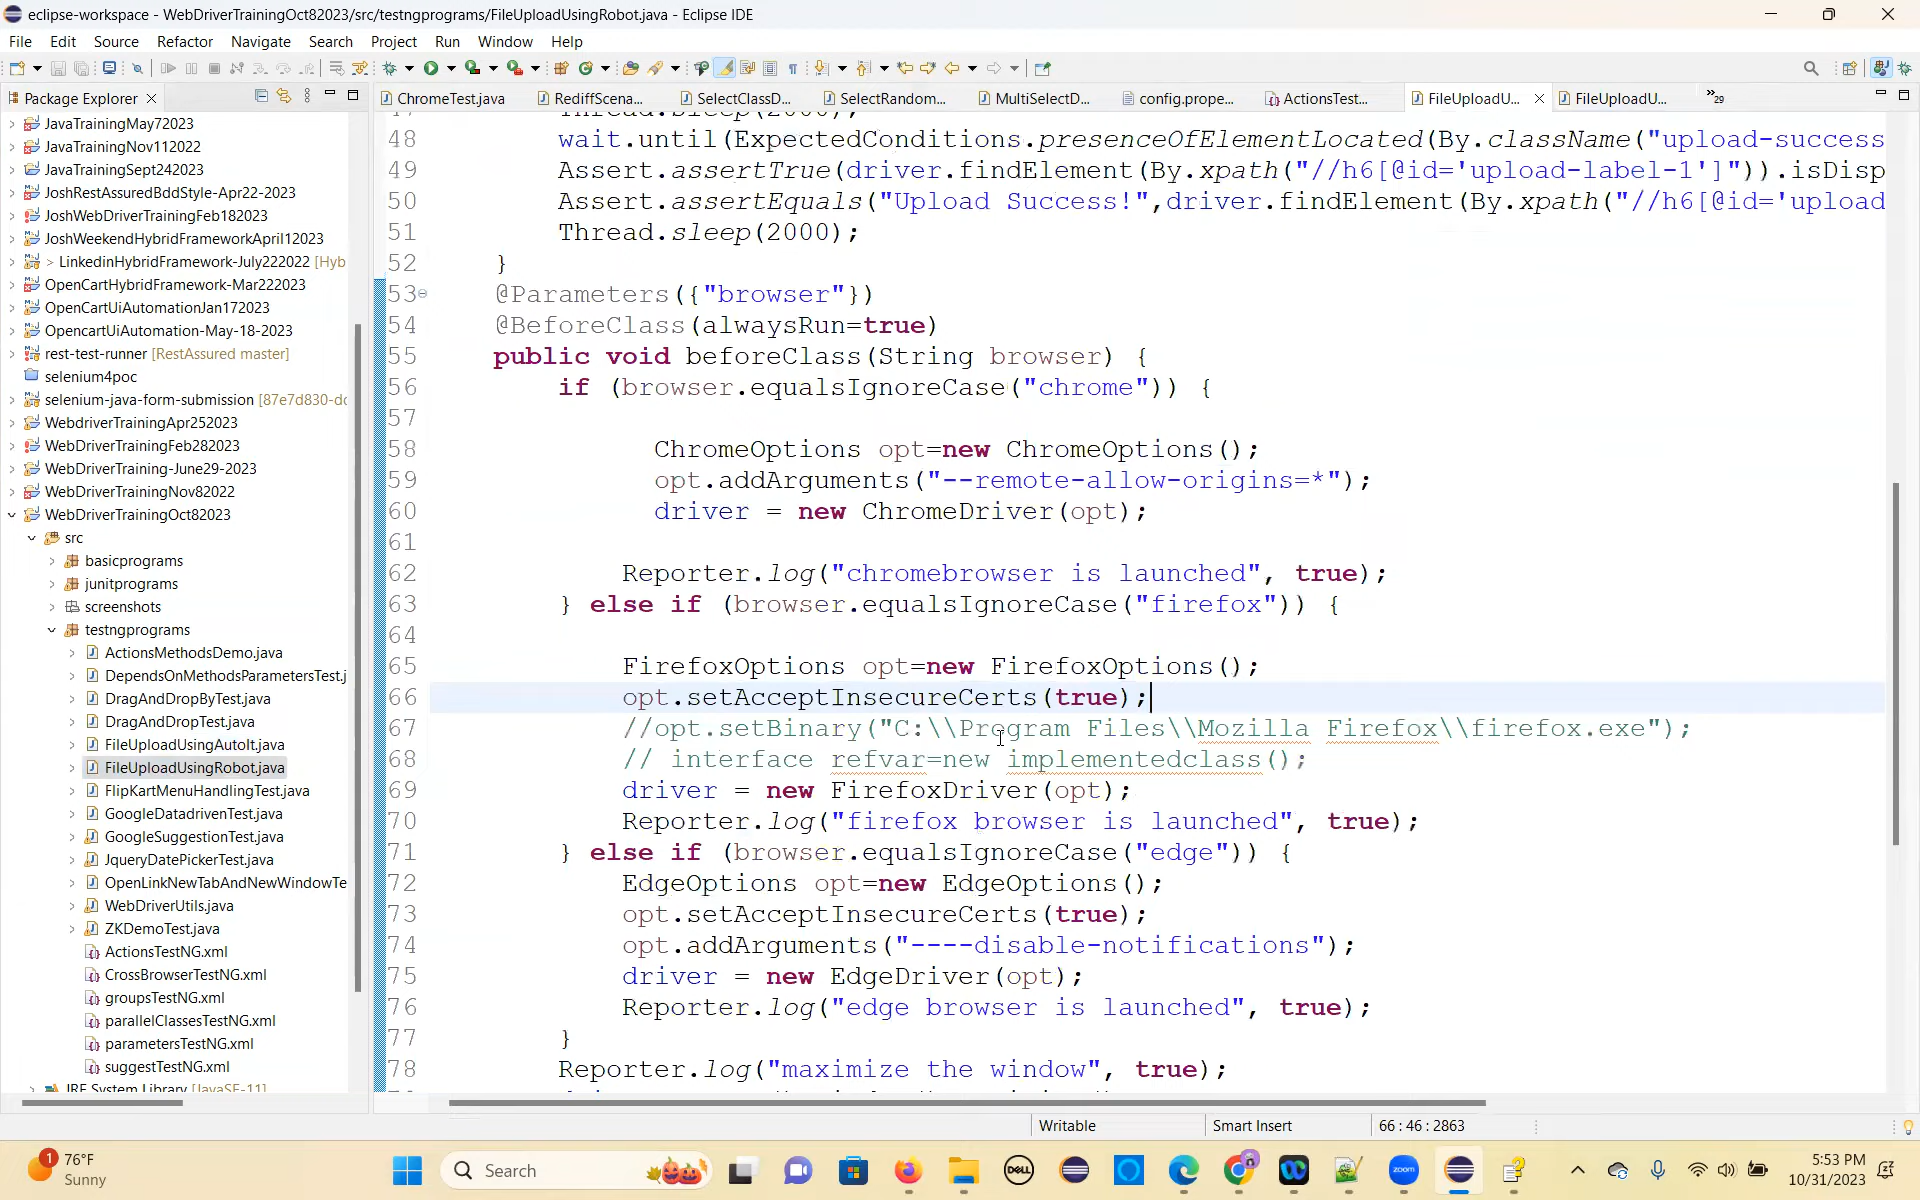 eclipse-workspace - WebDriverTrainingOct82023/src/testngprograms/FileUploadUsingRobot.java - Eclipse IDE
File Edit Source Refactor Navigate Search Project Run Window Help
Package Explorer
ChromeTest.java RediffScena... SelectClassD... SelectRandom... MultiSelectD... config.prope... ActionsTest... FileUploadU... FileUploadU... »29
JavaTrainingMay72023
JavaTrainingNov112022
JavaTrainingSept242023
JoshRestAssuredBddStyle-Apr22-2023
JoshWebDriverTrainingFeb182023
JoshWeekendHybridFrameworkApril12023
> LinkedinHybridFramework-July222022 [Hyb
OpenCartHybridFramework-Mar222023
OpenCartUiAutomationJan172023
OpencartUiAutomation-May-18-2023
rest-test-runner [RestAssured master]
selenium4poc
selenium-java-form-submission [87e7d830-dc
WebdriverTrainingApr252023
WebDriverTrainingFeb282023
WebDriverTraining-June29-2023
WebDriverTrainingNov82022
WebDriverTrainingOct82023
src
basicprograms
junitprograms
screenshots
testngprograms
ActionsMethodsDemo.java
DependsOnMethodsParametersTest.j
DragAndDropByTest.java
DragAndDropTest.java
FileUploadUsingAutoIt.java
FileUploadUsingRobot.java
FlipKartMenuHandlingTest.java
GoogleDatadrivenTest.java
GoogleSuggestionTest.java
JqueryDatePickerTest.java
OpenLinkNewTabAndNewWindowTe
WebDriverUtils.java
ZKDemoTest.java
ActionsTestNG.xml
CrossBrowserTestNG.xml
groupsTestNG.xml
parallelClassesTestNG.xml
parametersTestNG.xml
suggestTestNG.xml
JRE System Library [JavaSE-11]
47 Thread.sleep(2000);
48 wait.until(ExpectedConditions.presenceOfElementLocated(By.className("upload-success
49 Assert.assertTrue(driver.findElement(By.xpath("//h6[@id='upload-label-1']")).isDisp
50 Assert.assertEquals("Upload Success!",driver.findElement(By.xpath("//h6[@id='upload
51 Thread.sleep(2000);
52 }
53 @Parameters({"browser"})
54 @BeforeClass(alwaysRun=true)
55 public void beforeClass(String browser) {
56 if (browser.equalsIgnoreCase("chrome")) {
57
58 ChromeOptions opt=new ChromeOptions();
59 opt.addArguments("--remote-allow-origins=*");
60 driver = new ChromeDriver(opt);
61
62 Reporter.log("chromebrowser is launched", true);
63 } else if (browser.equalsIgnoreCase("firefox")) {
64
65 FirefoxOptions opt=new FirefoxOptions();
66 opt.setAcceptInsecureCerts(true);
67 //opt.setBinary("C:\\Program Files\\Mozilla Firefox\\firefox.exe");
68 // interface refvar=new implementedclass();
69 driver = new FirefoxDriver(opt);
70 Reporter.log("firefox browser is launched", true);
71 } else if (browser.equalsIgnoreCase("edge")) {
72 EdgeOptions opt=new EdgeOptions();
73 opt.setAcceptInsecureCerts(true);
74 opt.addArguments("----disable-notifications");
75 driver = new EdgeDriver(opt);
76 Reporter.log("edge browser is launched", true);
77 }
78 Reporter.log("maximize the window", true);
Writable Smart Insert 66 : 46 : 2863
1 76°F
Sunny
Search
DELL
zoom
5:53 PM
10/31/2023